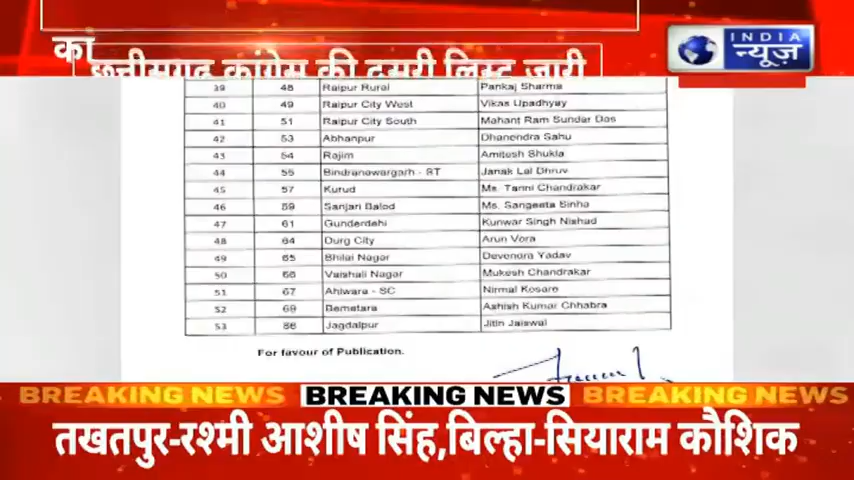 का
छत्तीसगढ़ कांग्रेस की दूसरी लिस्ट जारी
INDIA
न्यूज़
39 48 Raipur Rural Pankaj Sharma
40 49 Raipur City West Vikas Upadhyay
41 51 Raipur City South Mahant Ram Sundar Das
42 53 Abhanpur Dhanendra Sahu
43 54 Rajim Amitesh Shukla
44 55 Bindranawargarh - ST Janak Lal Dhruv
45 57 Kurud Ms. Tarini Chandrakar
46 59 Sanjari Balod Ms. Sangeeta Sinha
47 61 Gunderdehi Kunwar Singh Nishad
48 64 Durg City Arun Vora
49 65 Bhilai Nagar Devendra Yadav
50 66 Vaishali Nagar Mukesh Chandrakar
51 67 Ahiwara - SC Nirmal Kosare
52 69 Bemetara Ashish Kumar Chhabra
53 86 Jagdalpur Jitin Jaiswal
For favour of Publication.
BREAKING NEWS BREAKING NEWS BREAKING NEWS
तखतपुर-रश्मी आशीष सिंह,बिल्हा-सियाराम कौशिक